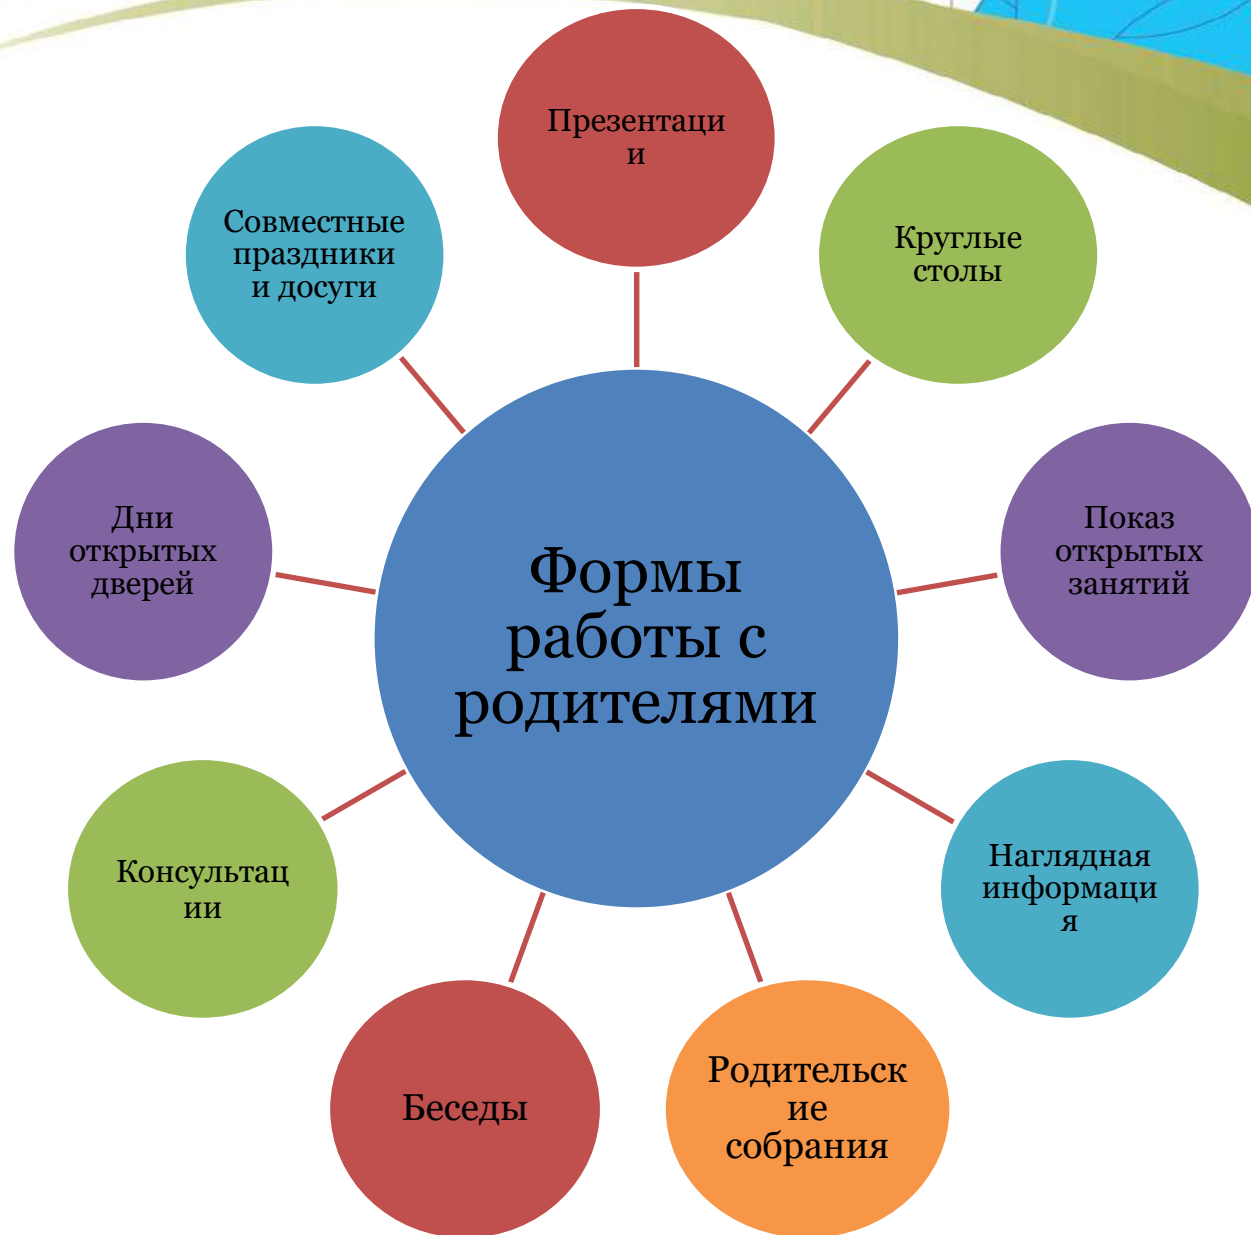 Презентаци
и
Круглые
столы
Показ
открытых
занятий
Наглядная
информаци
я
Родительск
ие
собрания
Беседы
Консультац
ии
Дни
открытых
дверей
Совместные
праздники
и досуги
Формы
работы с
родителями